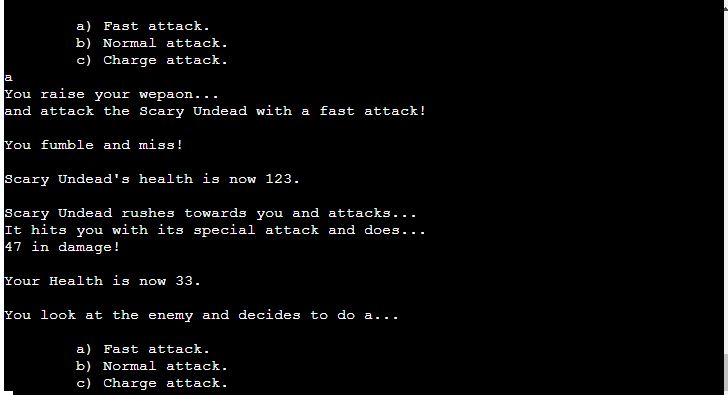 a) Fast attack.
b) Normal attack.
c) Charge attack.
a
You raise your wepaon...
and attack the Scary Undead with a fast attack!
You fumble and miss!
Scary Undead's health is now 123.
Scary Undead rushes towards you and attacks...
It hits you with its special attack and does...
47 in damage!
Your Health is now 33.
You look at the enemy and decides to do a...
a) Fast attack.
b) Normal attack.
c) Charge attack.